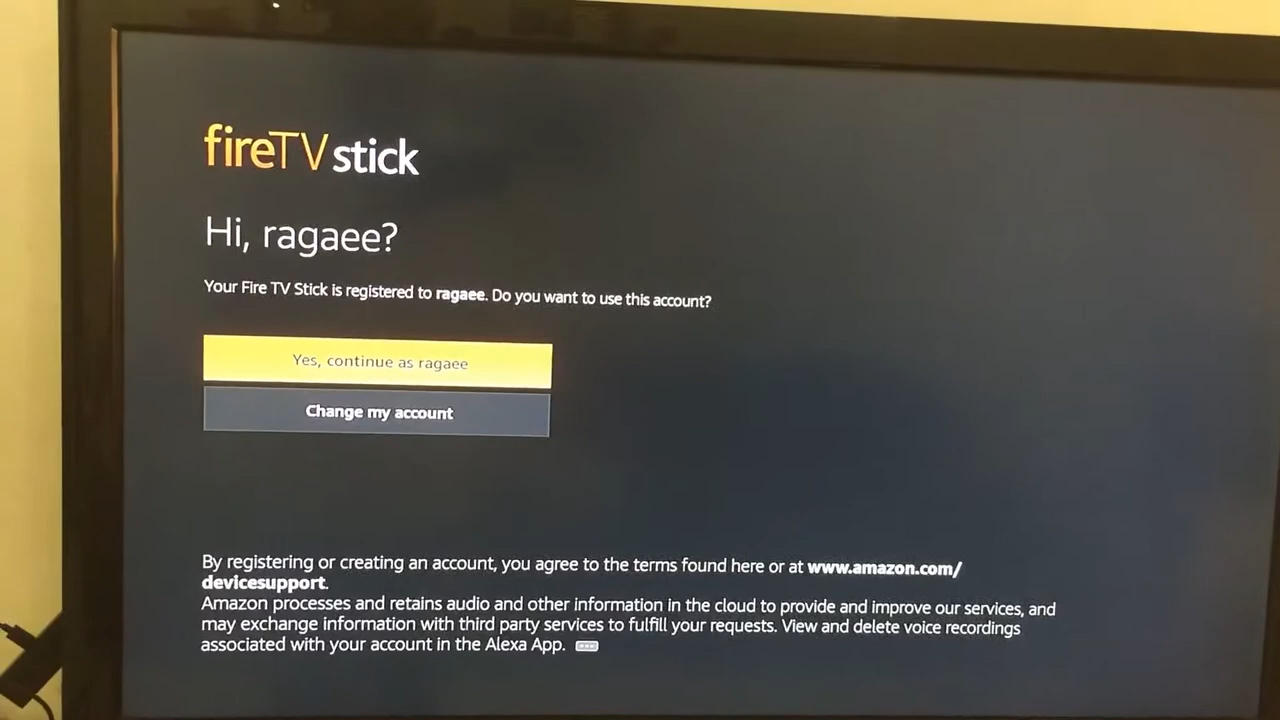 fireTV stick
Hi, ragaee?
Your Fire TV Stick is registered to ragaee. Do you want to use this account?
Yes, continue as ragaee
Change my account
By registering or creating an account, you agree to the terms found here or at www.amazon.com/
devicesupport.
Amazon processes and retains audio and other information in the cloud to provide and improve our services, and
may exchange information with third party services to fulfill your requests. View and delete voice recordings
associated with your account in the Alexa App.